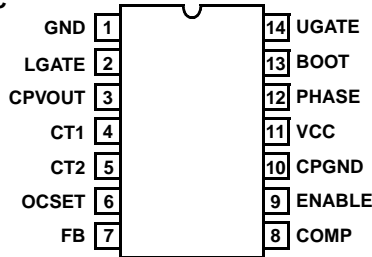 GND 1 14 UGATE
LGATE 2 13 BOOT
CPVOUT 3 12 PHASE
CT1 4 11 VCC
CT2 5 10 CPGND
OCSET 6 9 ENABLE
FB 7 8 COMP